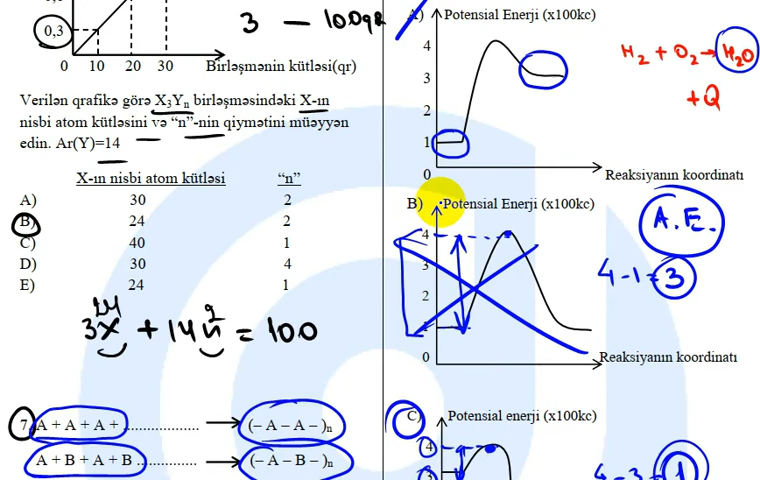 0,3
0 10 20 30 Birləşmənin kütləsi(qr)
3 — 100qr
Verilən qrafikə görə X₃Yₙ birləşməsindəki X-ın
nisbi atom kütləsini və “n”-nin qiymətini müəyyən
edin. Ar(Y)=14
X-ın nisbi atom kütləsi “n”
A) 30 2
B) 24 2
C) 40 1
D) 30 4
E) 24 1
24 2
3x + 14n = 100
7. A + A + A + .................. (– A – A – )ₙ
A + B + A + B .................. (– A – B – )ₙ
A) Potensial Enerji (x100kc)
4
3
2
1
0 Reaksiyanın koordinatı
H₂ + O₂ → H₂O
+Q
B) Potensial Enerji (x100kc)
4
3
2
1
0 Reaksiyanın koordinatı
A.E.
4-1=3
C) Potensial enerji (x100kc)
4
3
4-3=1